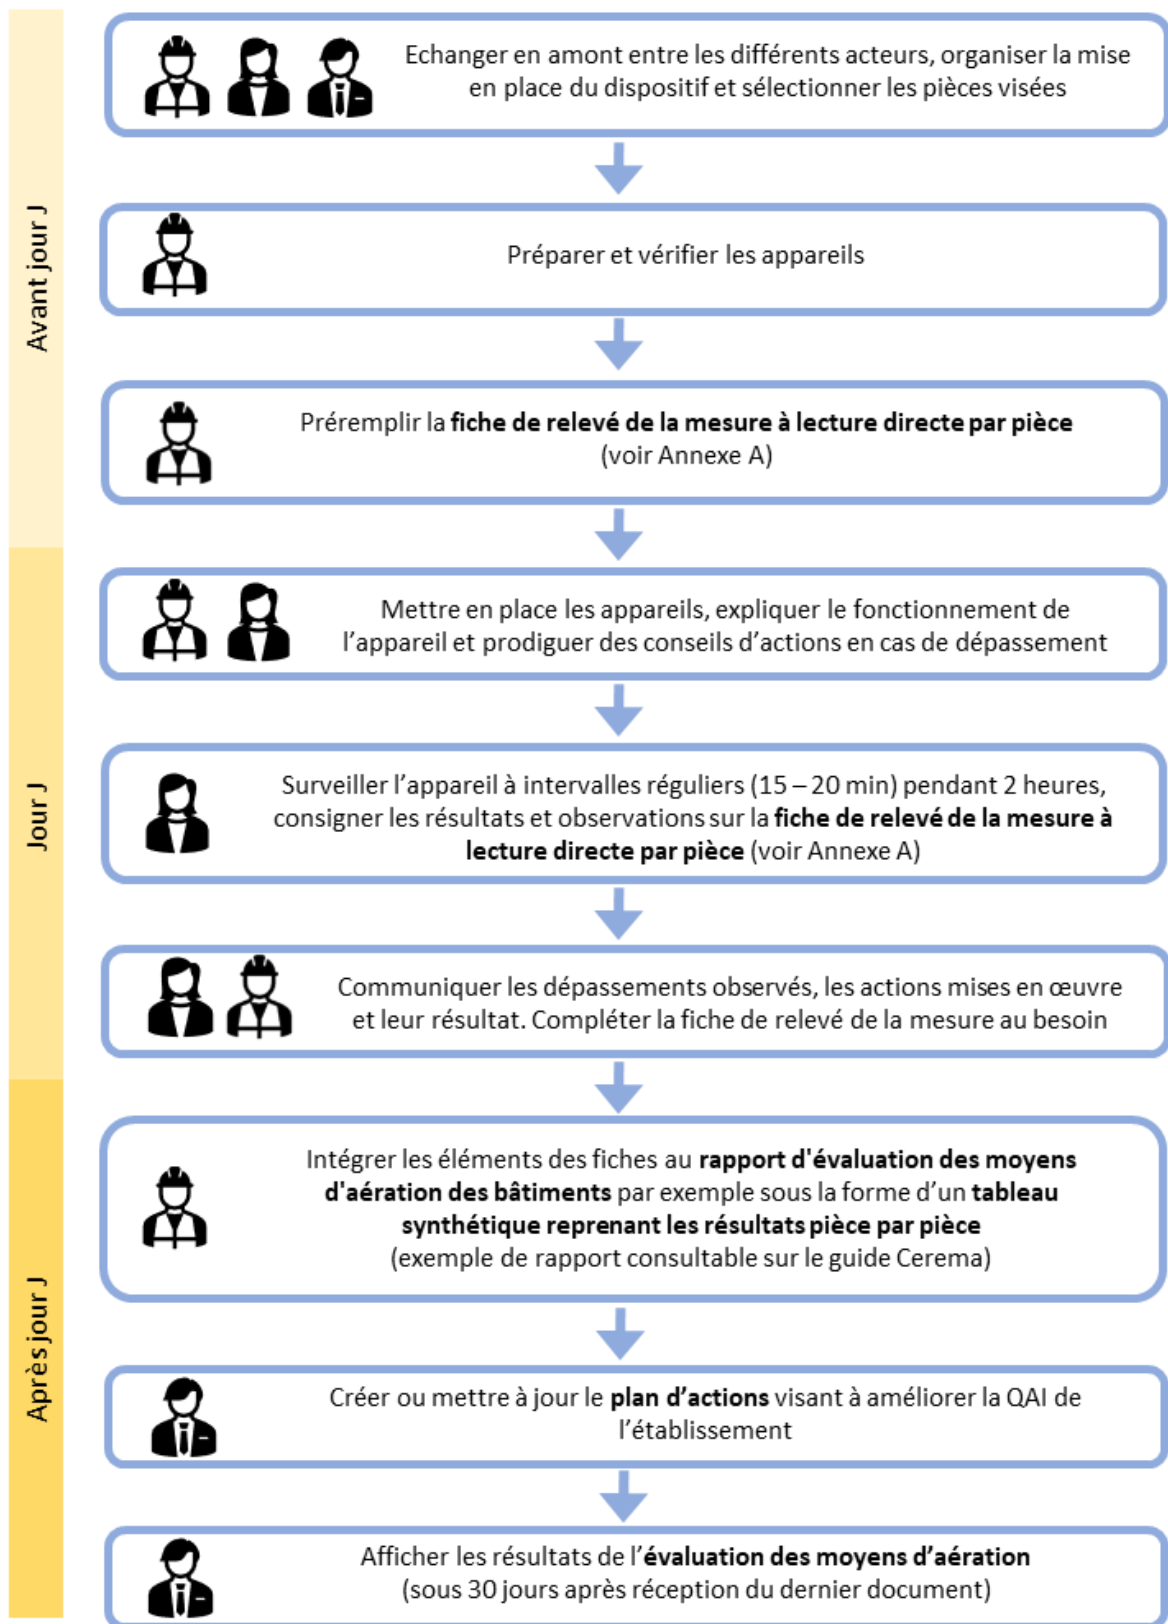 Avant jour J
Echanger en amont entre les différents acteurs, organiser la mise
en place du dispositif et sélectionner les pièces visées
Préparer et vérifier les appareils
Préremplir la fiche de relevé de la mesure à lecture directe par pièce
(voir Annexe A)
Jour J
Mettre en place les appareils, expliquer le fonctionnement de
l’appareil et prodiguer des conseils d’actions en cas de dépassement
Surveiller l’appareil à intervalles réguliers (15 – 20 min) pendant 2 heures,
consigner les résultats et observations sur la fiche de relevé de la mesure à
lecture directe par pièce (voir Annexe A)
Communiquer les dépassements observés, les actions mises en œuvre
et leur résultat. Compléter la fiche de relevé de la mesure au besoin
Après jour J
Intégrer les éléments des fiches au rapport d'évaluation des moyens
d'aération des bâtiments par exemple sous la forme d’un tableau
synthétique reprenant les résultats pièce par pièce
(exemple de rapport consultable sur le guide Cerema)
Créer ou mettre à jour le plan d’actions visant à améliorer la QAI de
l’établissement
Afficher les résultats de l’évaluation des moyens d’aération
(sous 30 jours après réception du dernier document)